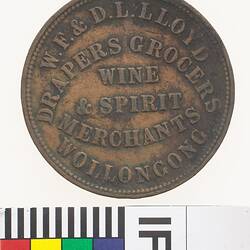 W.F & D.L. LLOYD
DRAPERS GROCERS
WINE
& SPIRIT
MERCHANTS
WOLLONGONG